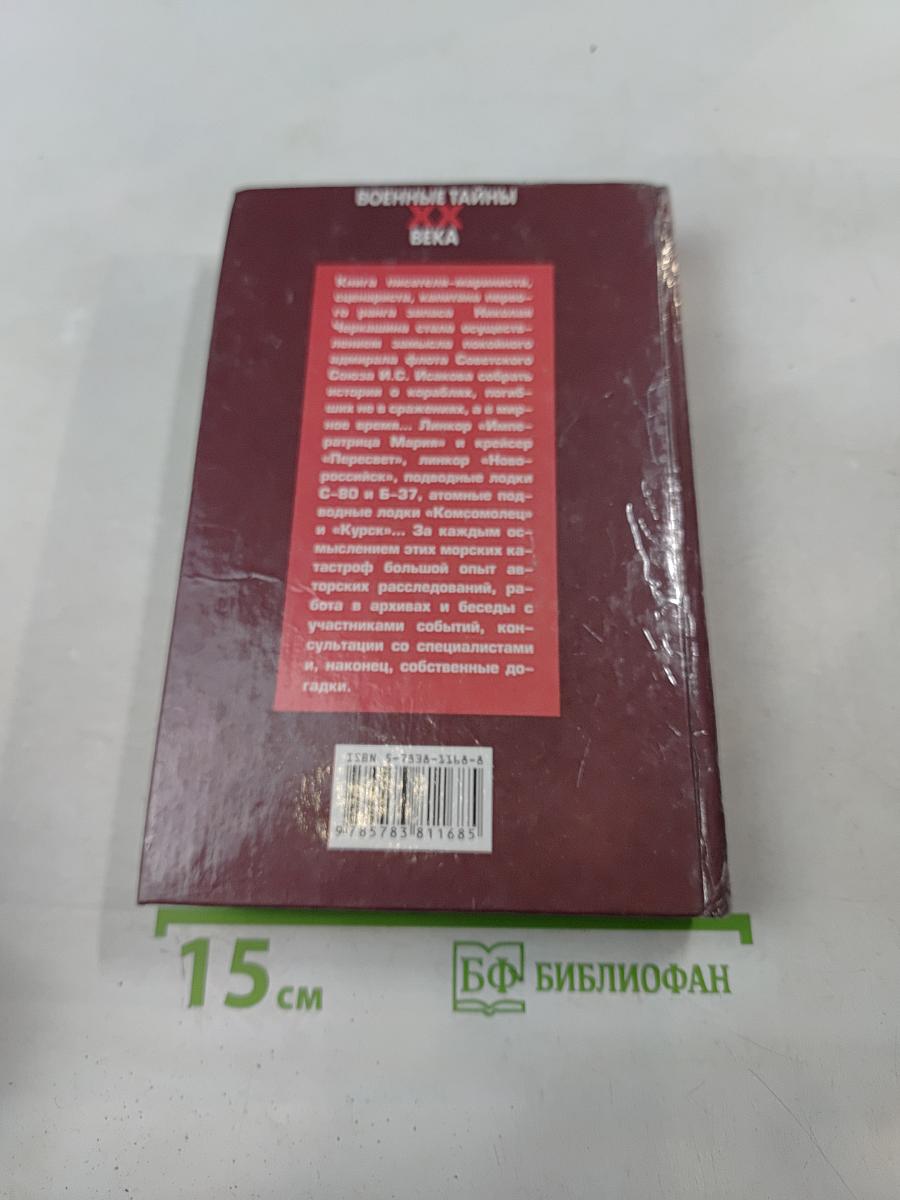 ВОЕННЫЕ ТАЙНЫ
XX
ВЕКА
Книга писателя-мариниста,
сценариста, капитана перво-
го ранга запаса Николая
Черкашина стала осуществ-
лением замысла покойного
адмирала флота Советского
Союза И.С. Исакова собрать
истории о кораблях, погиб-
ших не в сражениях, а в мир-
ное время... Линкор «Импе-
ратрица Мария» и крейсер
«Пересвет», линкор «Ново-
российск», подводные лодки
С-80 и Б-37, атомные под-
водные лодки «Комсомолец»
и «Курск»... За каждым ос-
мыслением этих морских ка-
тастроф большой опыт ав-
торских расследований, ра-
бота в архивах и беседы с
участниками событий, кон-
сультации со специалистами
и, наконец, собственные до-
гадки.
ISBN 5-7838-1168-8
9 785783 811685
15 см
БФ БИБЛИОФАН